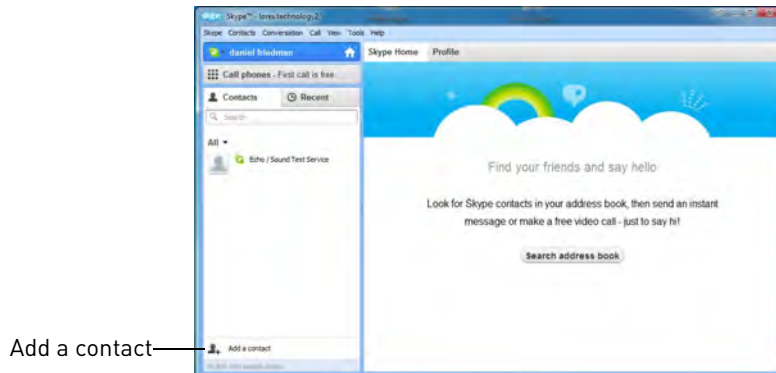 Skype™ - lorex.technology2
Skype Contacts Conversation Call View Tools Help
daniel friedman
Skype Home Profile
Call phones - First call is free
Contacts Recent
Search
All
Echo / Sound Test Service
Find your friends and say hello
Look for Skype contacts in your address book, then send an instant
message or make a free video call - just to say hi!
Search address book
Add a contact
Add a contact